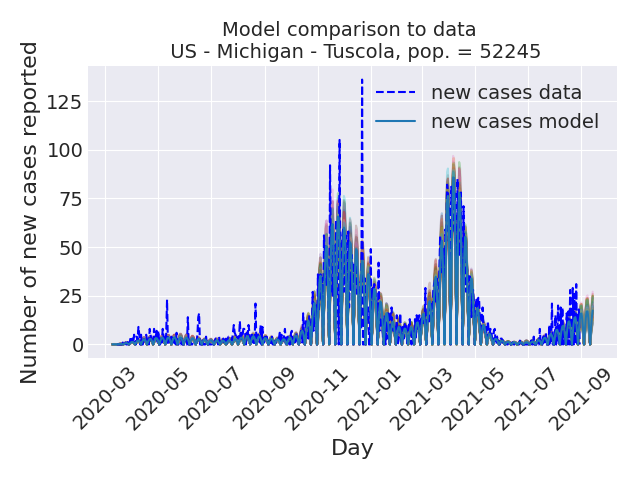 Model comparison to data
US - Michigan - Tuscola, pop. = 52245
Number of new cases reported
125
100
75
50
25
0
new cases data
new cases model
2020-03
2020-05
2020-07
2020-09
2020-11
2021-01
2021-03
2021-05
2021-07
2021-09
Day